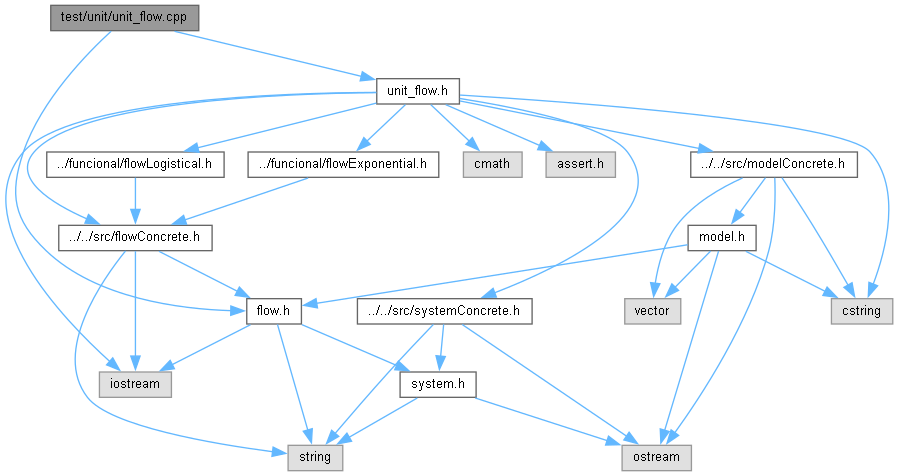 test/unit/unit_flow.cpp
unit_flow.h
../funcional/flowLogistical.h
../funcional/flowExponential.h
cmath
assert.h
../../src/modelConcrete.h
../../src/flowConcrete.h
model.h
flow.h
../../src/systemConcrete.h
vector
cstring
iostream
system.h
string
ostream